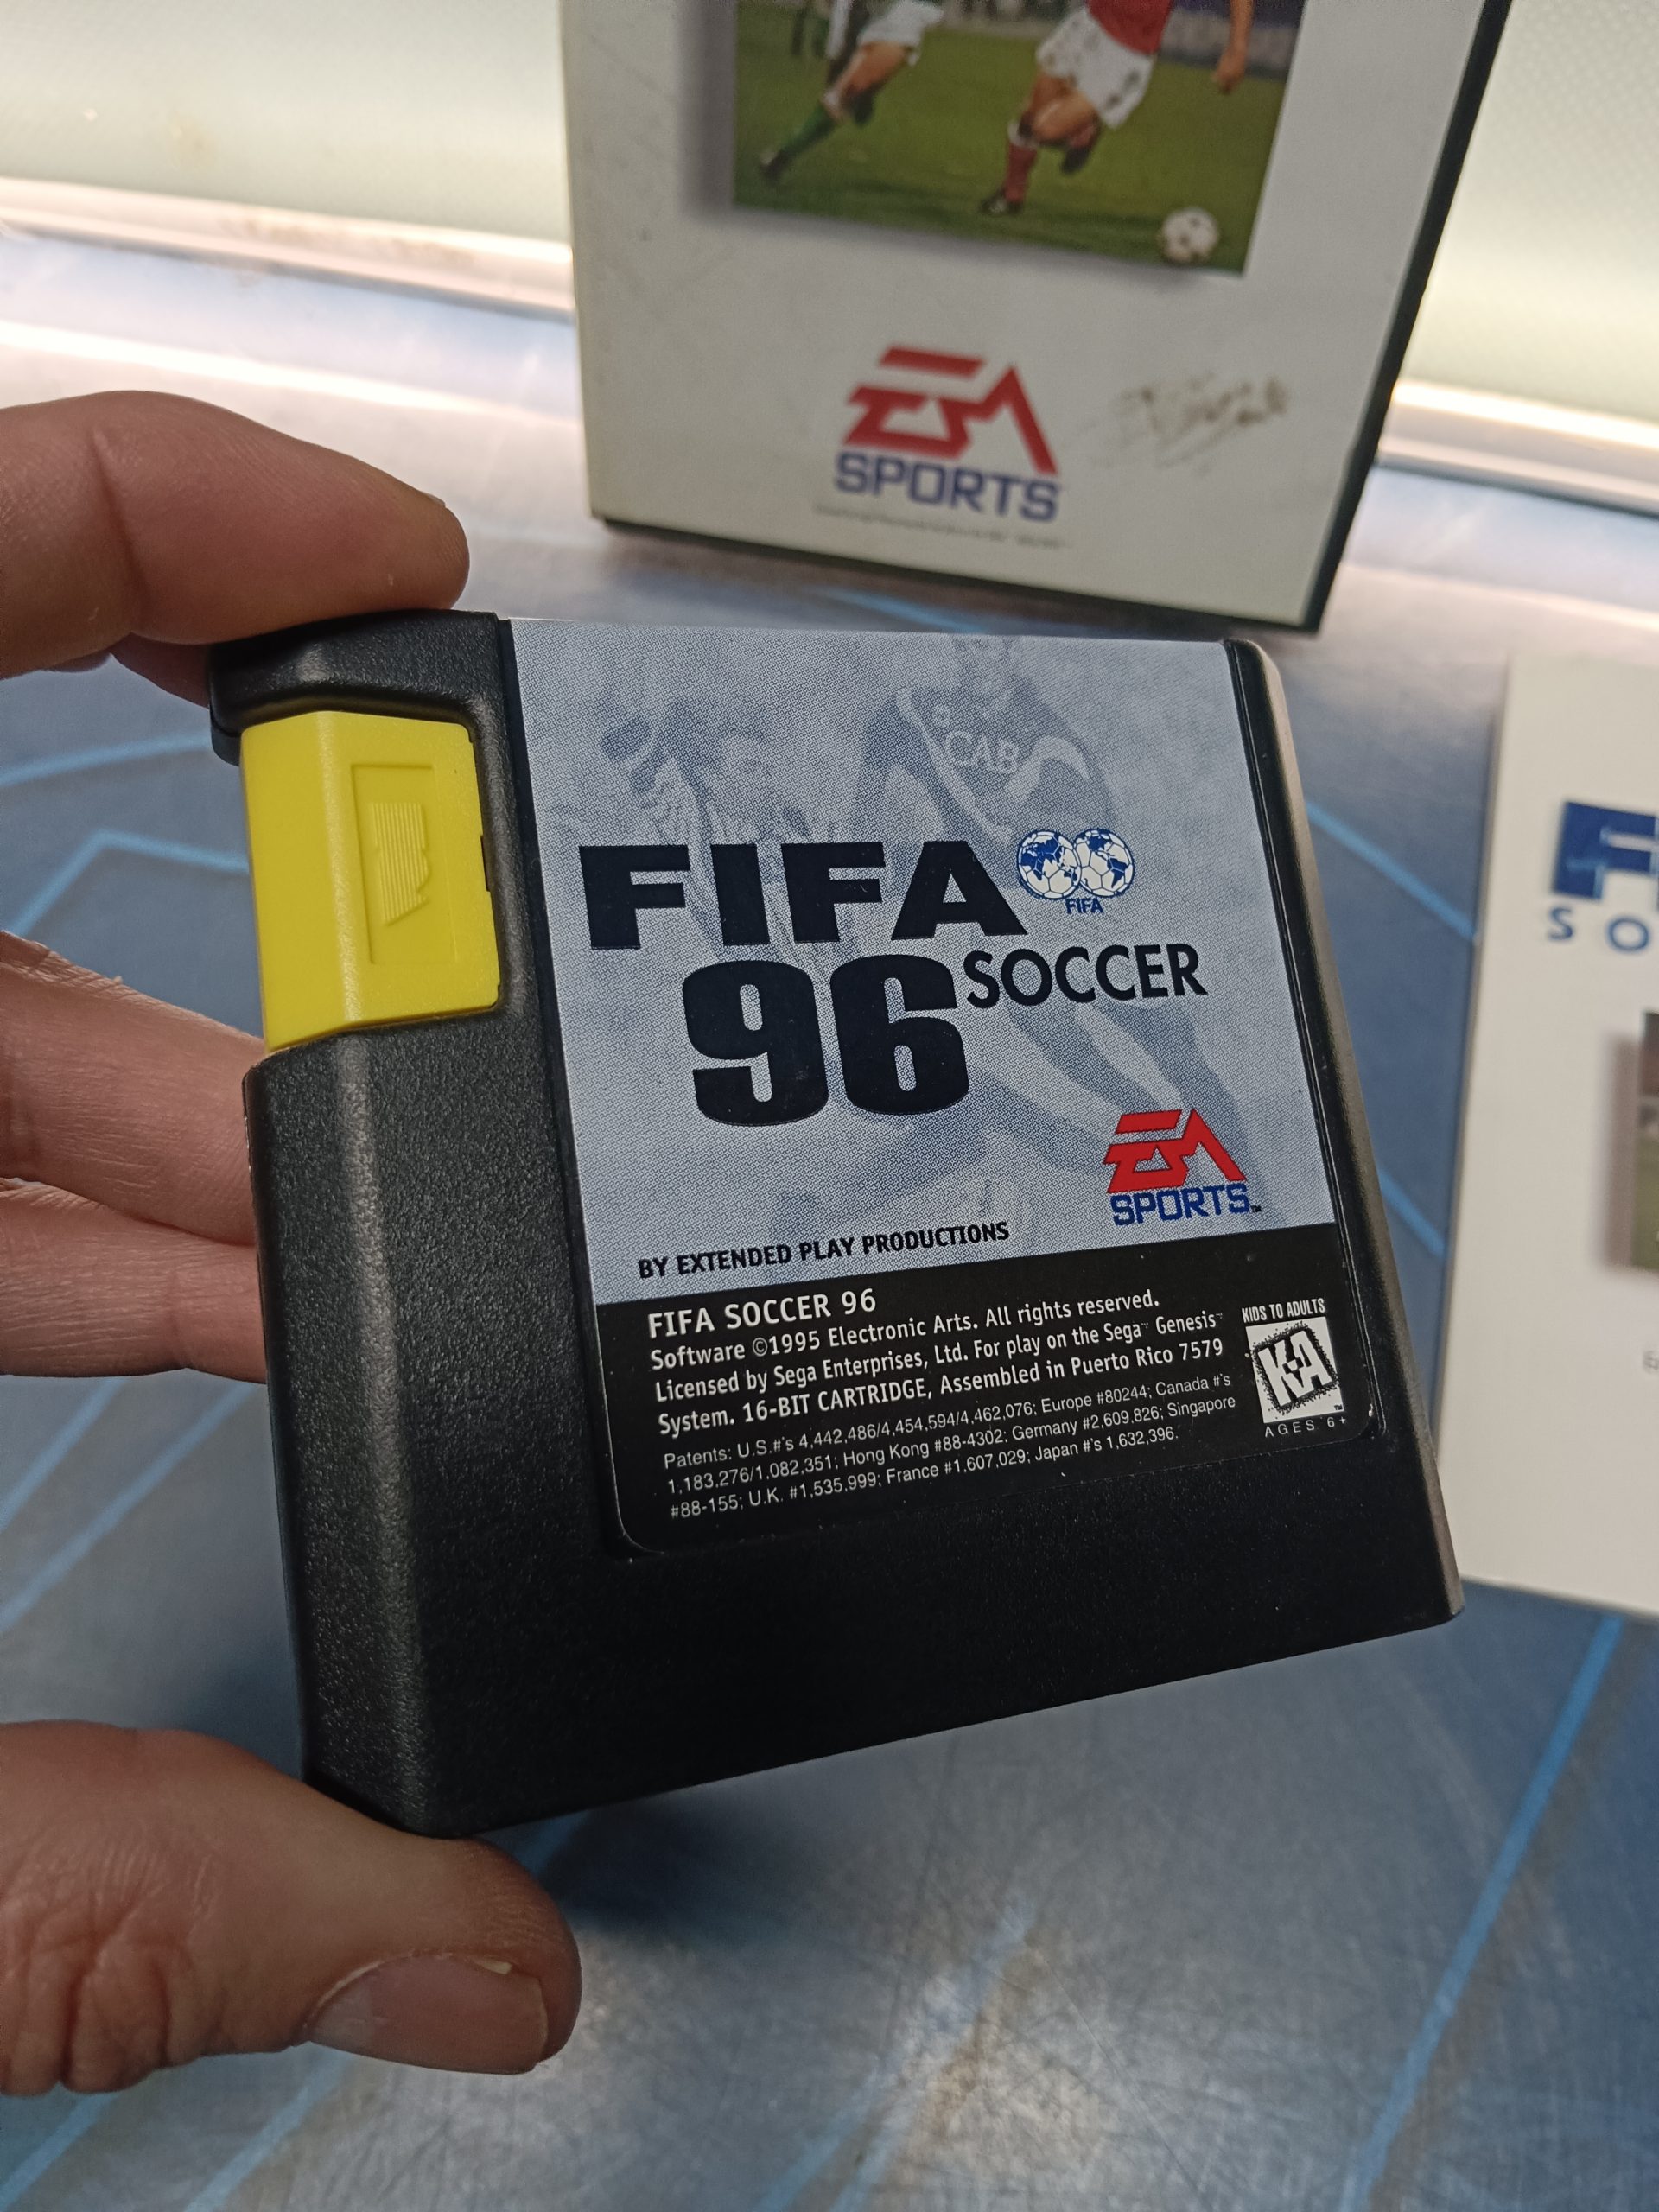 EA
SPORTS
CAB
FIFA
FIFA
96 SOCCER
EA
SPORTS™
BY EXTENDED PLAY PRODUCTIONS
FIFA SOCCER 96
Software ©1995 Electronic Arts. All rights reserved.
Licensed by Sega Enterprises, Ltd. For play on the Sega™ Genesis™
System. 16-BIT CARTRIDGE, Assembled in Puerto Rico 7579
Patents: U.S.#'s 4,442,486/4,454,594/4,462,076; Europe #80244; Canada #'s
1,183,276/1,082,351; Hong Kong #88-4302; Germany #2,609,826; Singapore
#88-155; U.K. #1,535,999; France #1,607,029; Japan #'s 1,632,396.
KIDS TO ADULTS
K-A
AGES 6+
S O